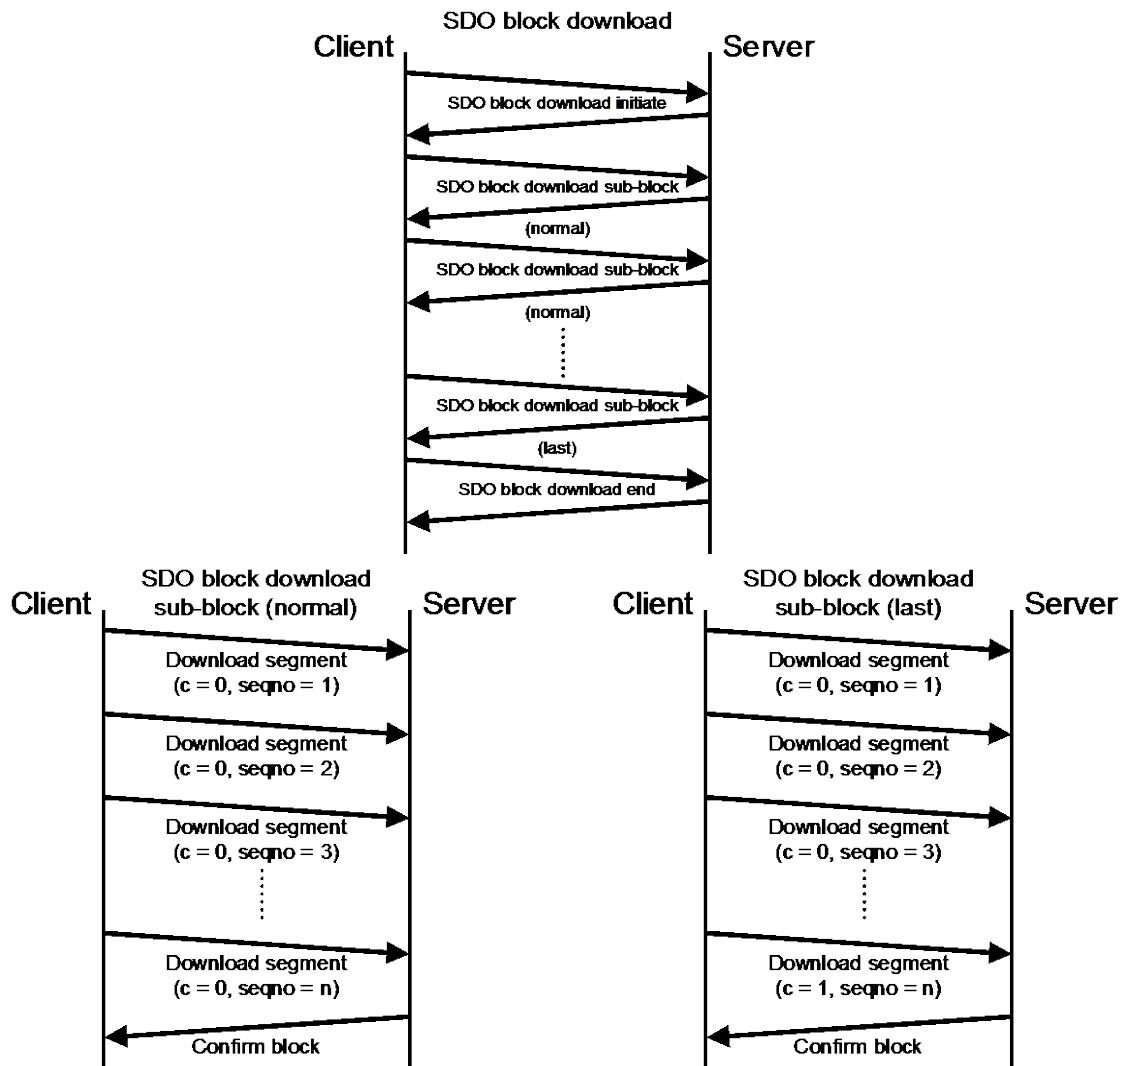 SDO block download
Client
Server
SDO block download initiate
SDO block download sub-block
(normal)
SDO block download sub-block
(normal)
SDO block download sub-block
(last)
SDO block download end
SDO block download
sub-block (normal)
Client
Server
Download segment
(c = 0, seqno = 1)
Download segment
(c = 0, seqno = 2)
Download segment
(c = 0, seqno = 3)
Download segment
(c = 0, seqno = n)
Confirm block
SDO block download
sub-block (last)
Client
Server
Download segment
(c = 0, seqno = 1)
Download segment
(c = 0, seqno = 2)
Download segment
(c = 0, seqno = 3)
Download segment
(c = 1, seqno = n)
Confirm block